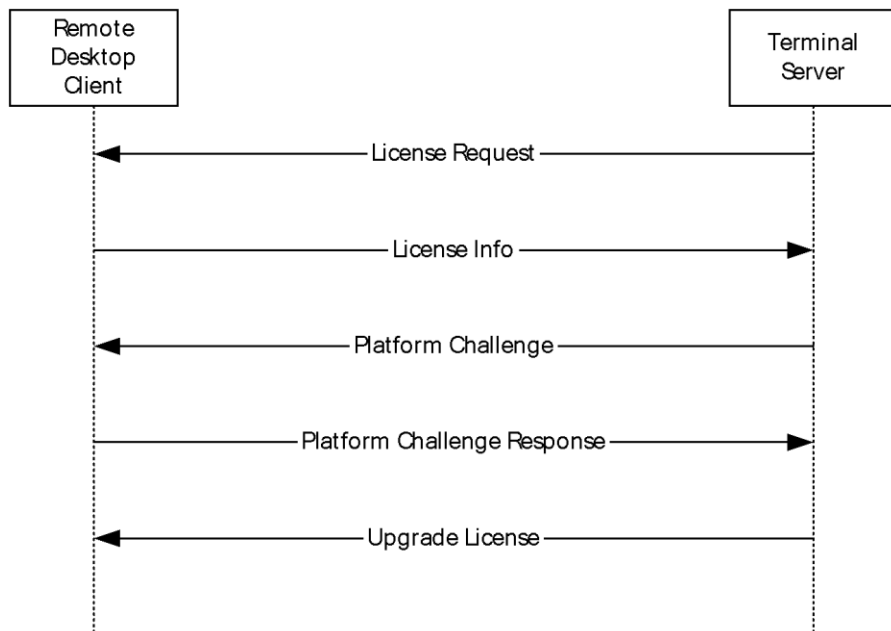 Remote
Desktop
Client
Terminal
Server
License Request
License Info
Platform Challenge
Platform Challenge Response
Upgrade License